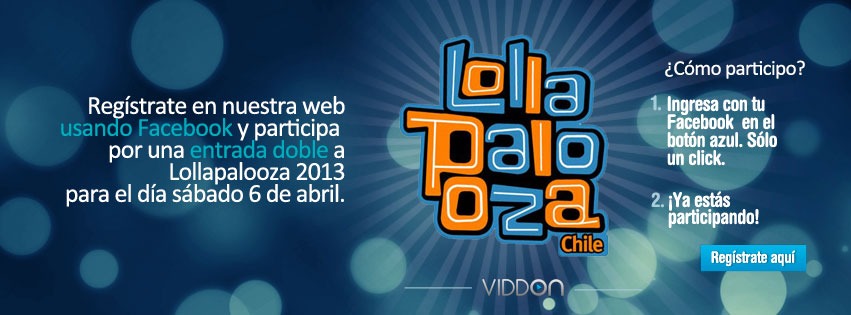 Regístrate en nuestra web
usando Facebook y participa
por una entrada doble a
Lollapalooza 2013
para el día sábado 6 de abril.
Lolla
Palo
oza
Chile
VIDDON
¿Cómo participo?
1. Ingresa con tu
Facebook en el
botón azul. Sólo
un click.
2. ¡Ya estás
participando!
Regístrate aquí